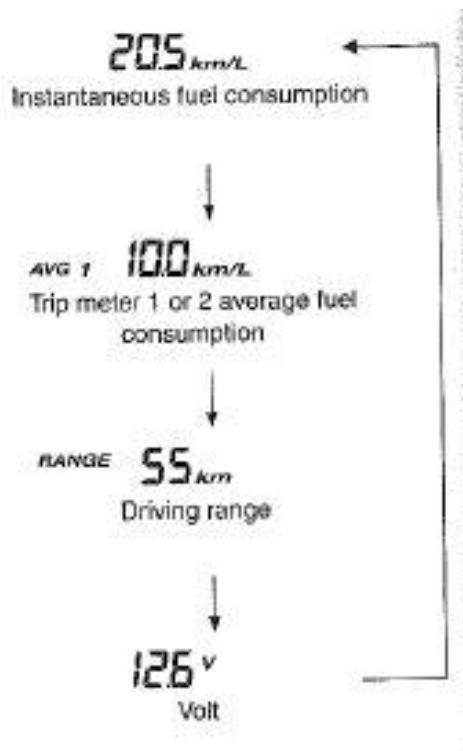 20.5 km/L
Instantaneous fuel consumption
AVG 1 10.0 km/L
Trip meter 1 or 2 average fuel
consumption
RANGE 55 km
Driving range
12.6 V
Volt